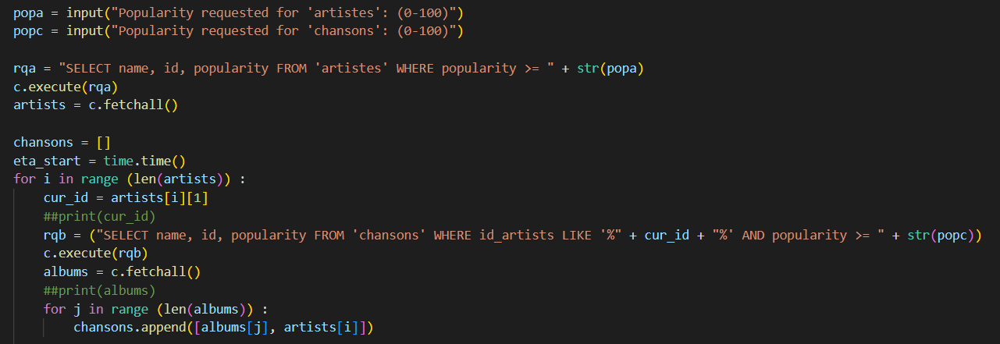 popa = input("Popularity requested for 'artistes': (0-100)")
popc = input("Popularity requested for 'chansons': (0-100)")

rqa = "SELECT name, id, popularity FROM 'artistes' WHERE popularity >= " + str(popa)
c.execute(rqa)
artists = c.fetchall()

chansons = []
eta_start = time.time()
for i in range (len(artists)) :
    cur_id = artists[i][1]
    ##print(cur_id)
    rqb = ("SELECT name, id, popularity FROM 'chansons' WHERE id_artists LIKE '%" + cur_id + "%' AND popularity >= " + str(popc))
    c.execute(rqb)
    albums = c.fetchall()
    ##print(albums)
    for j in range (len(albums)) :
        chansons.append([albums[j], artists[i]])